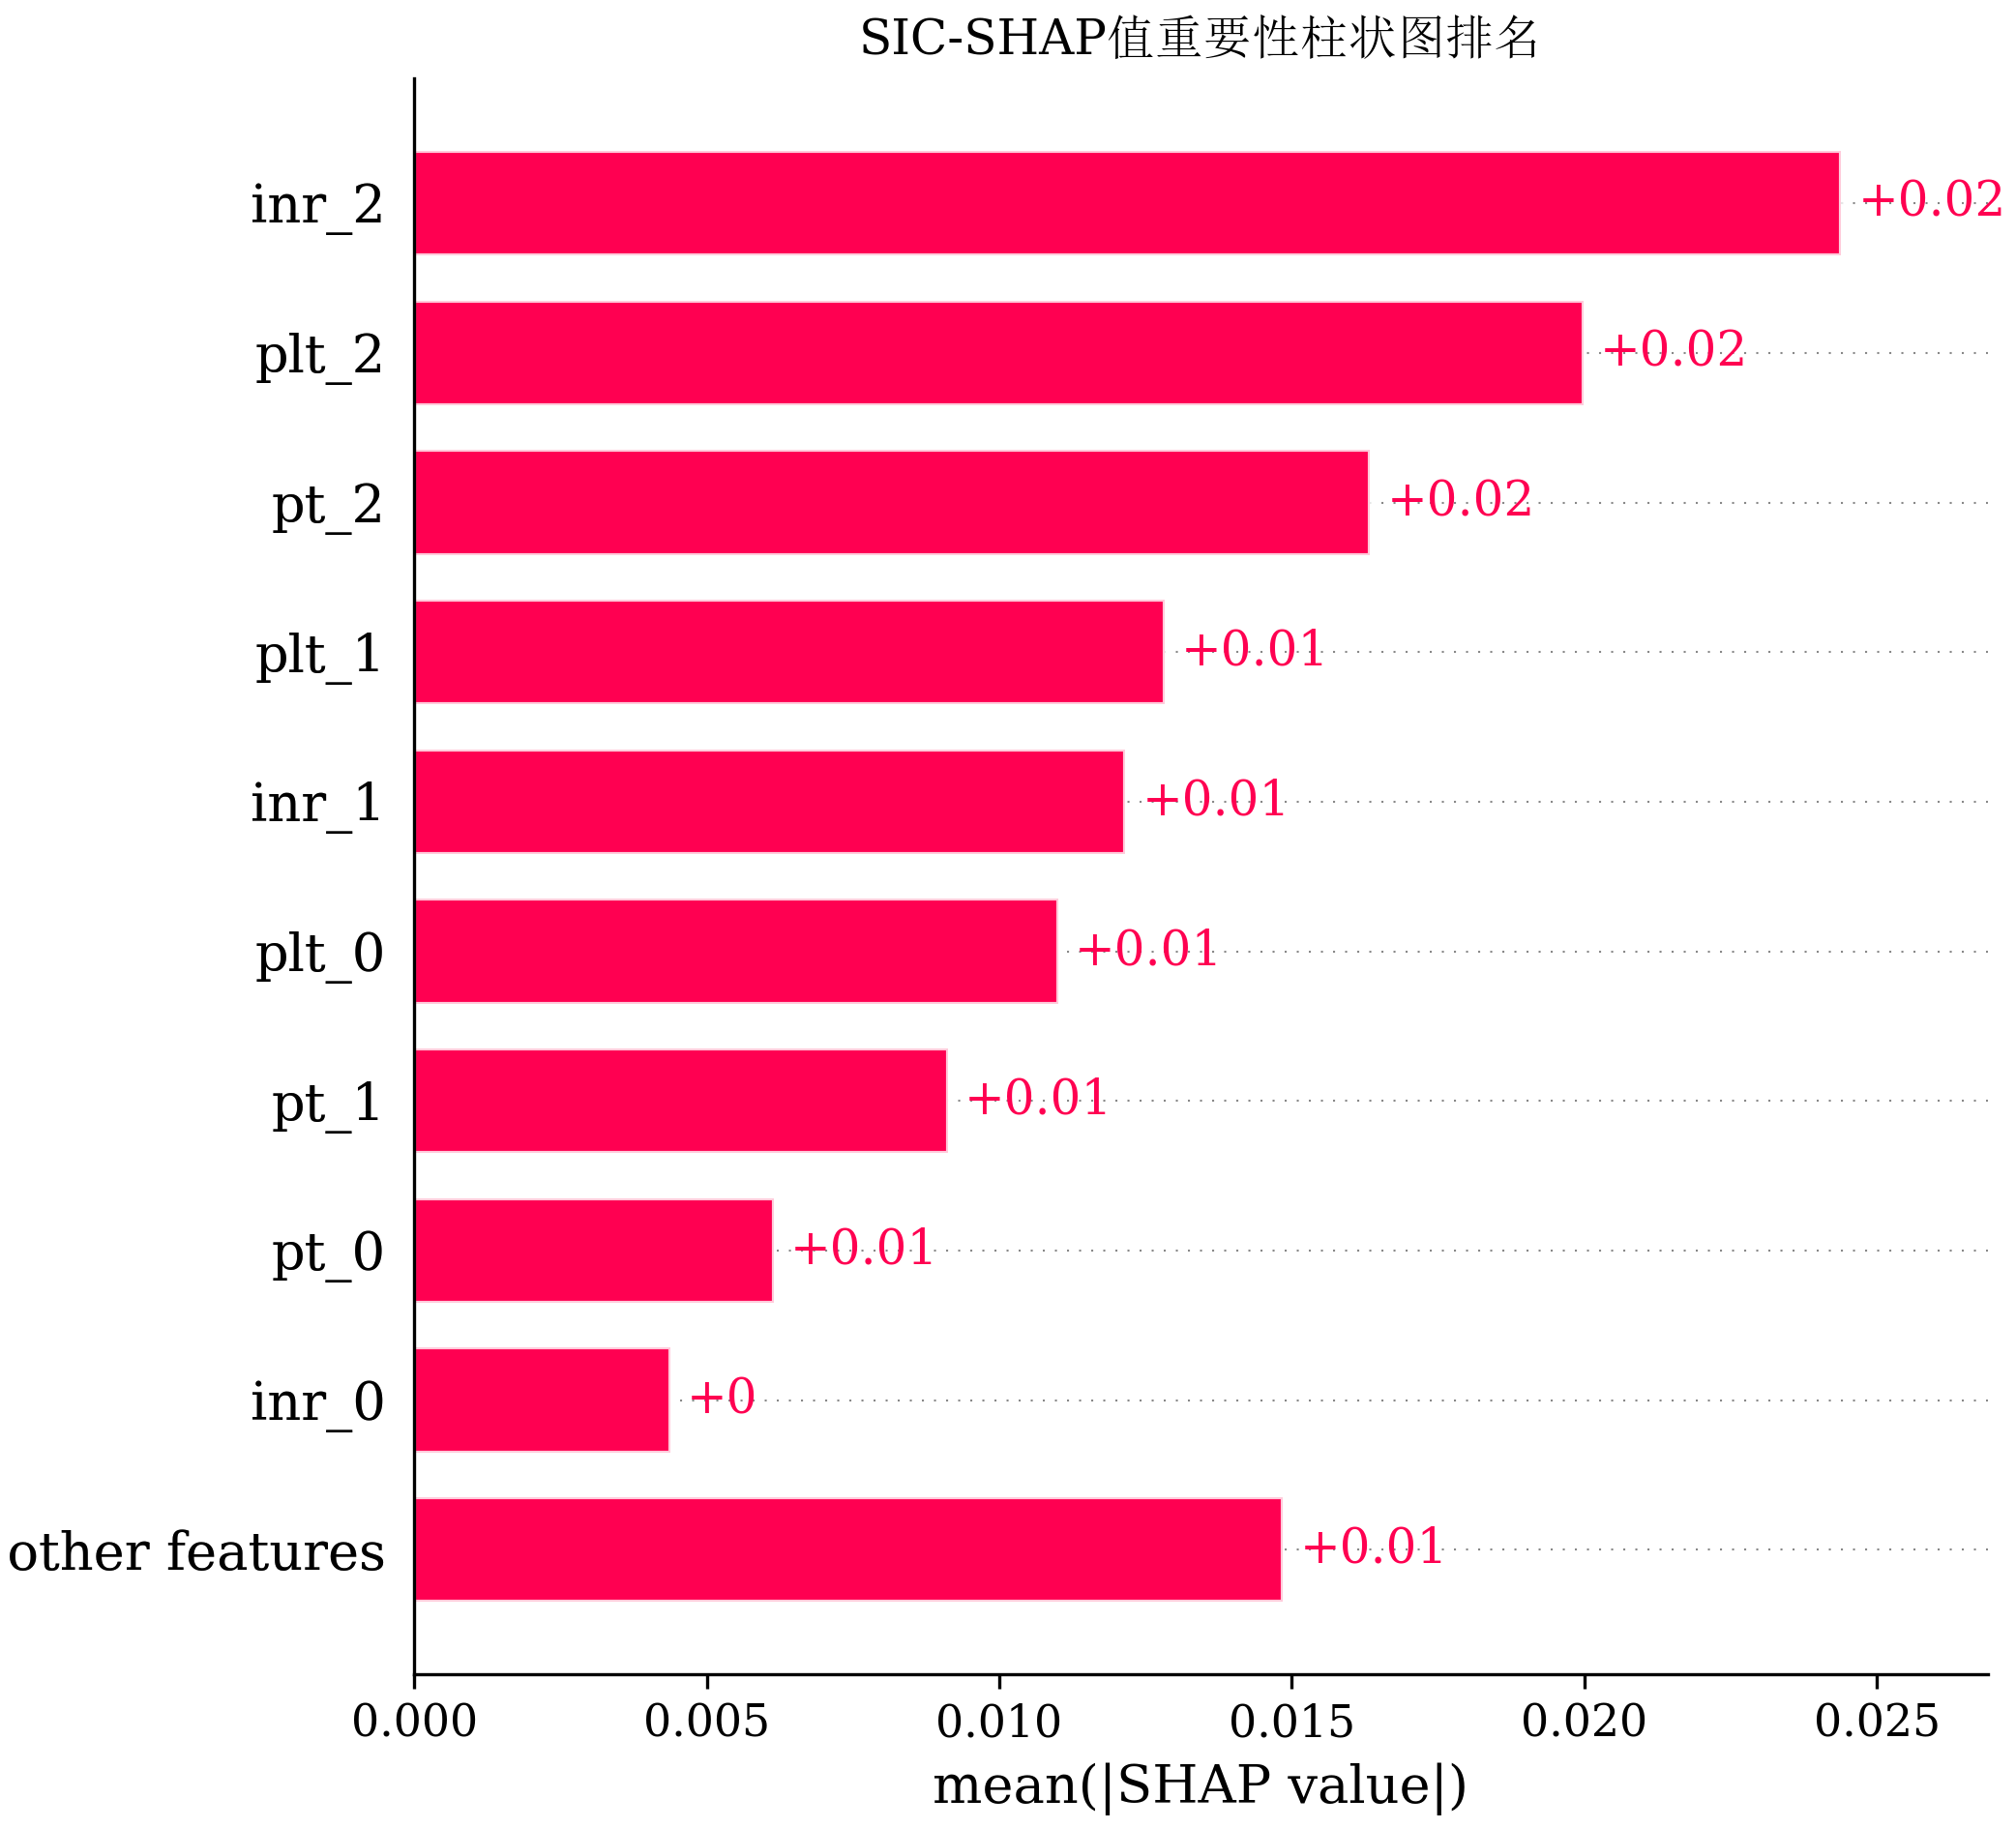 SIC-SHAP值重要性柱状图排名
inr_2 +0.02
plt_2 +0.02
pt_2 +0.02
plt_1 +0.01
inr_1 +0.01
plt_0 +0.01
pt_1 +0.01
pt_0 +0.01
inr_0 +0
other features +0.01
0.000 0.005 0.010 0.015 0.020 0.025
mean(|SHAP value|)